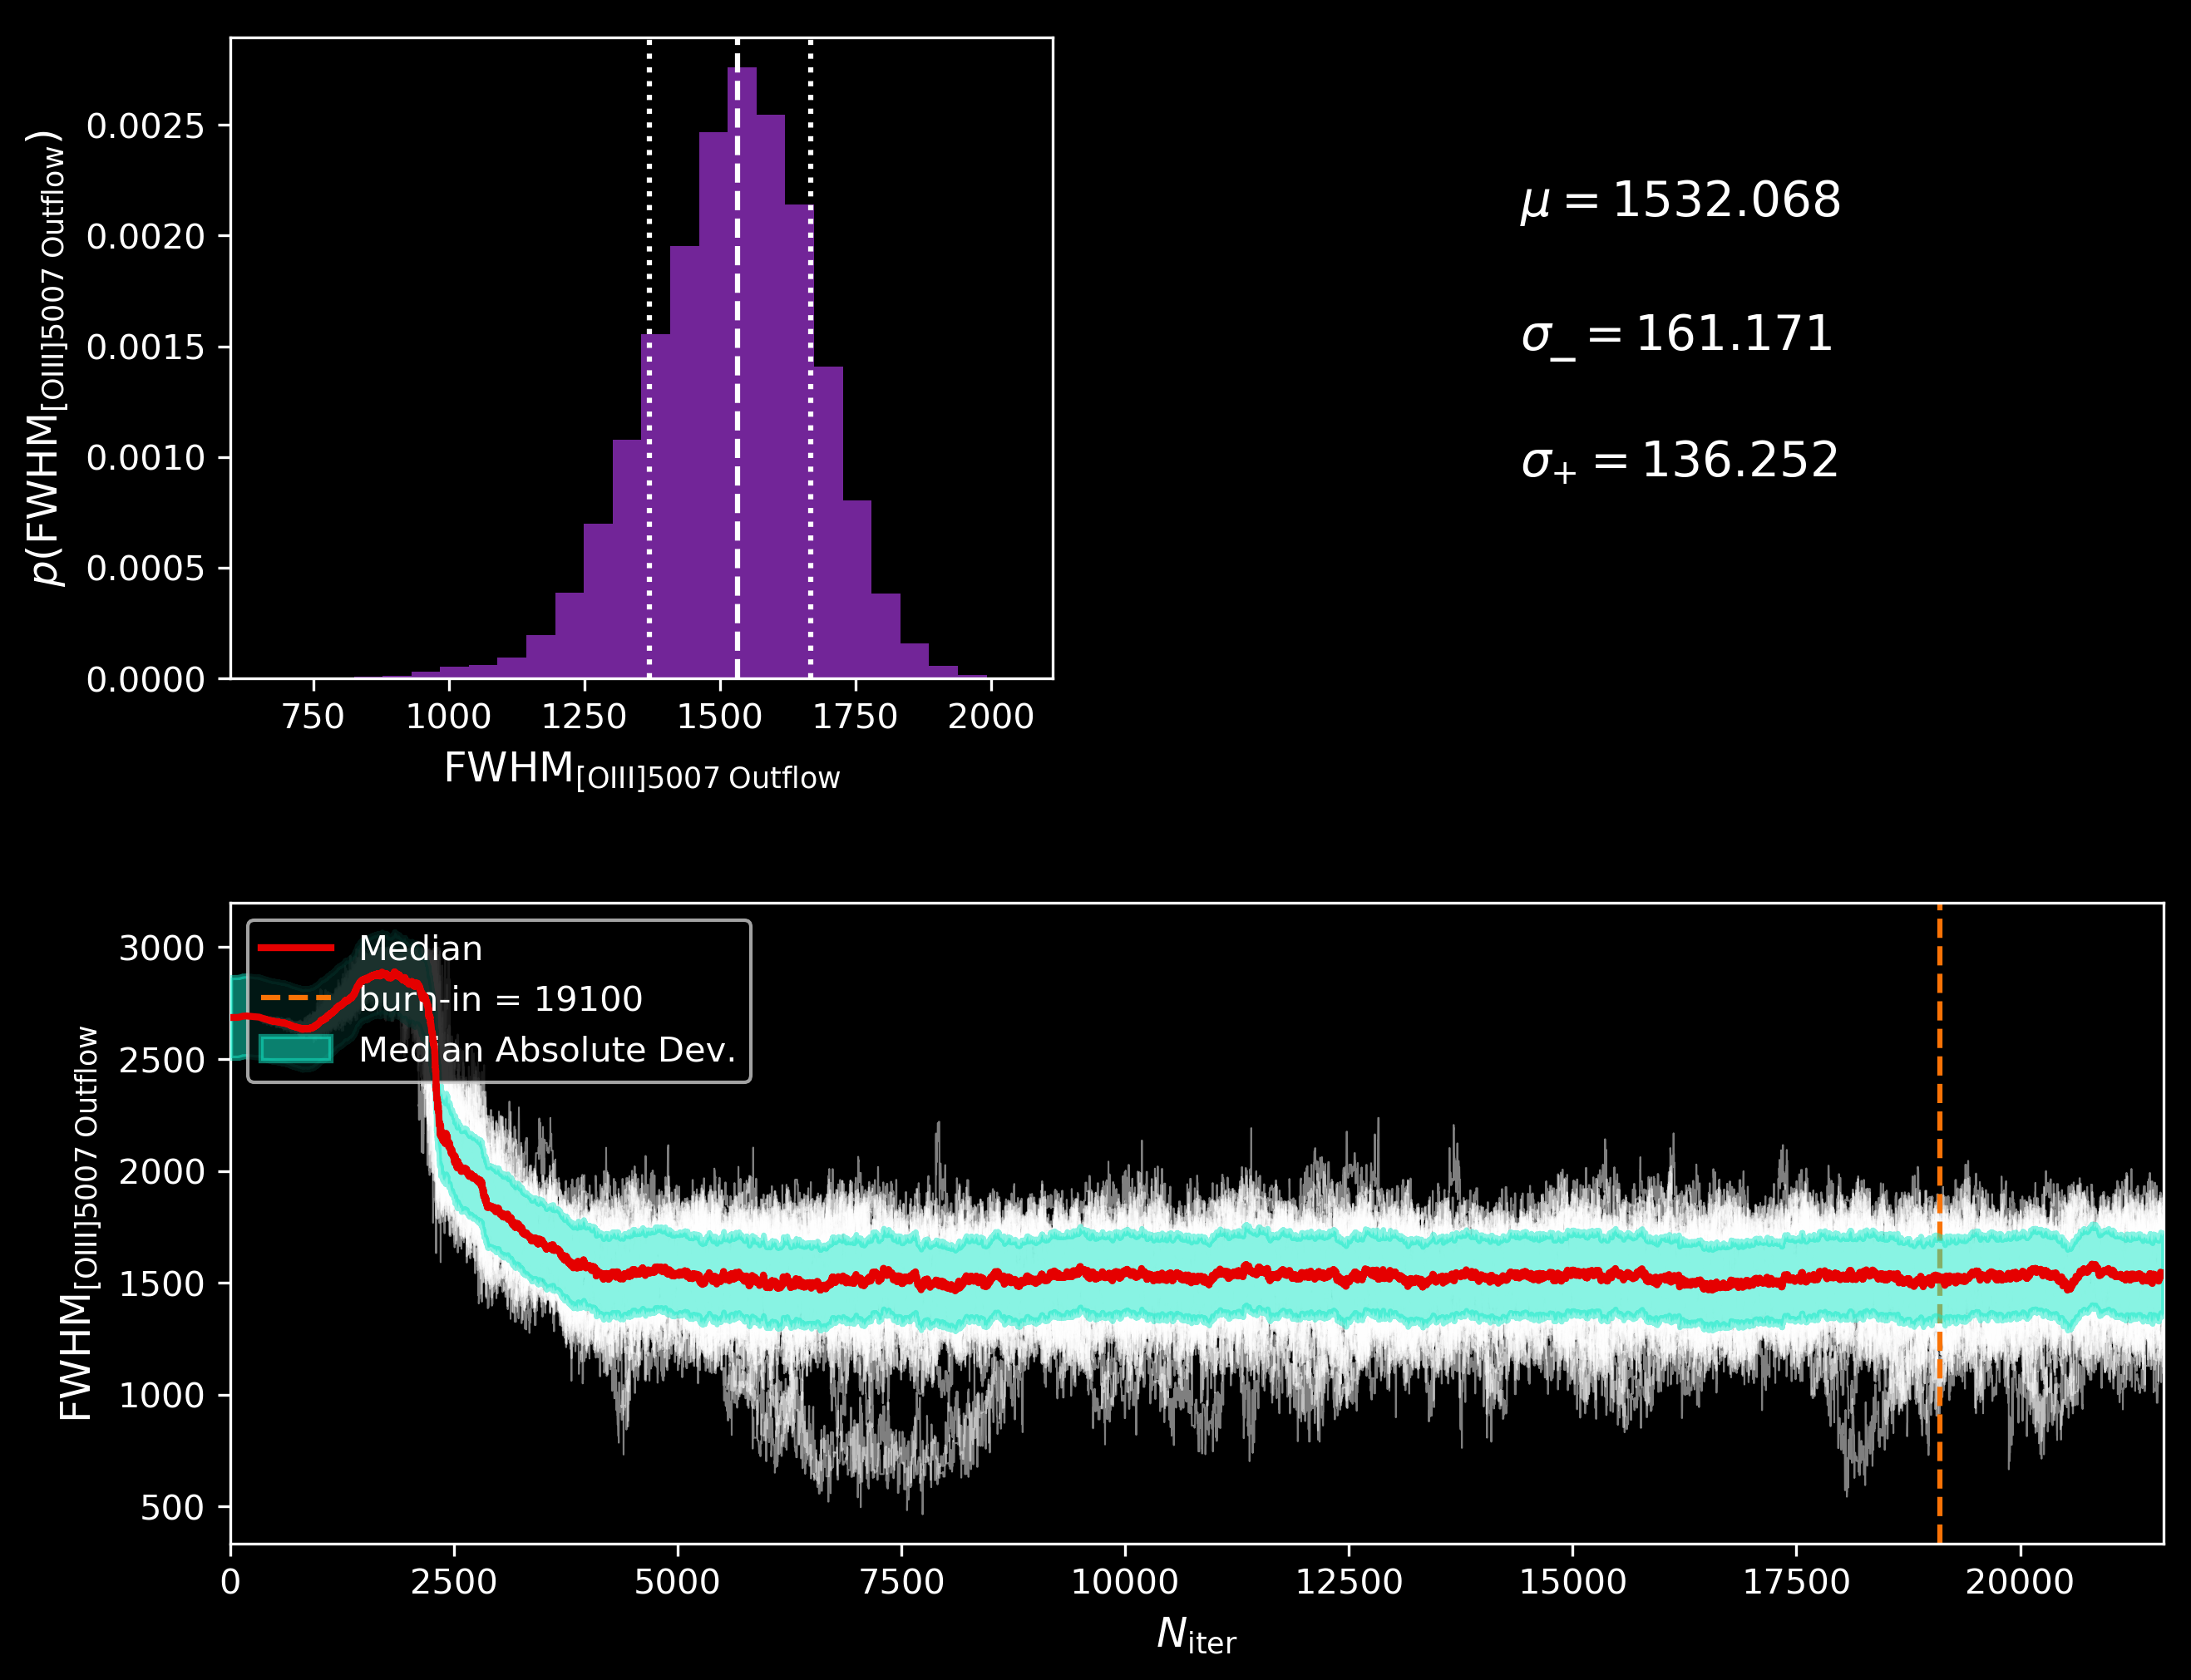 p(FWHM[OIII]5007 Outflow)
0.0025
0.0020
0.0015
0.0010
0.0005
0.0000
750 1000 1250 1500 1750 2000
FWHM[OIII]5007 Outflow
μ = 1532.068
σ_ = 161.171
σ+ = 136.252
FWHM[OIII]5007 Outflow
3000
2500
2000
1500
1000
500
Median
burn-in = 19100
Median Absolute Dev.
0 2500 5000 7500 10000 12500 15000 17500 20000
Niter